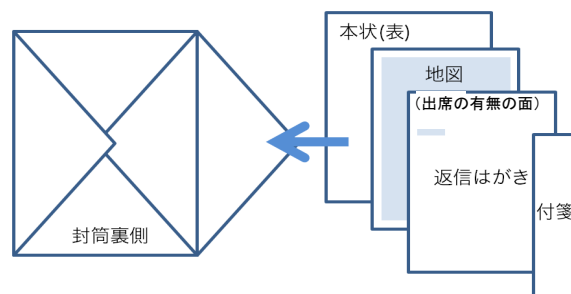 本状(表)
地図
(出席の有無の面)
返信はがき
付箋
封筒裏側